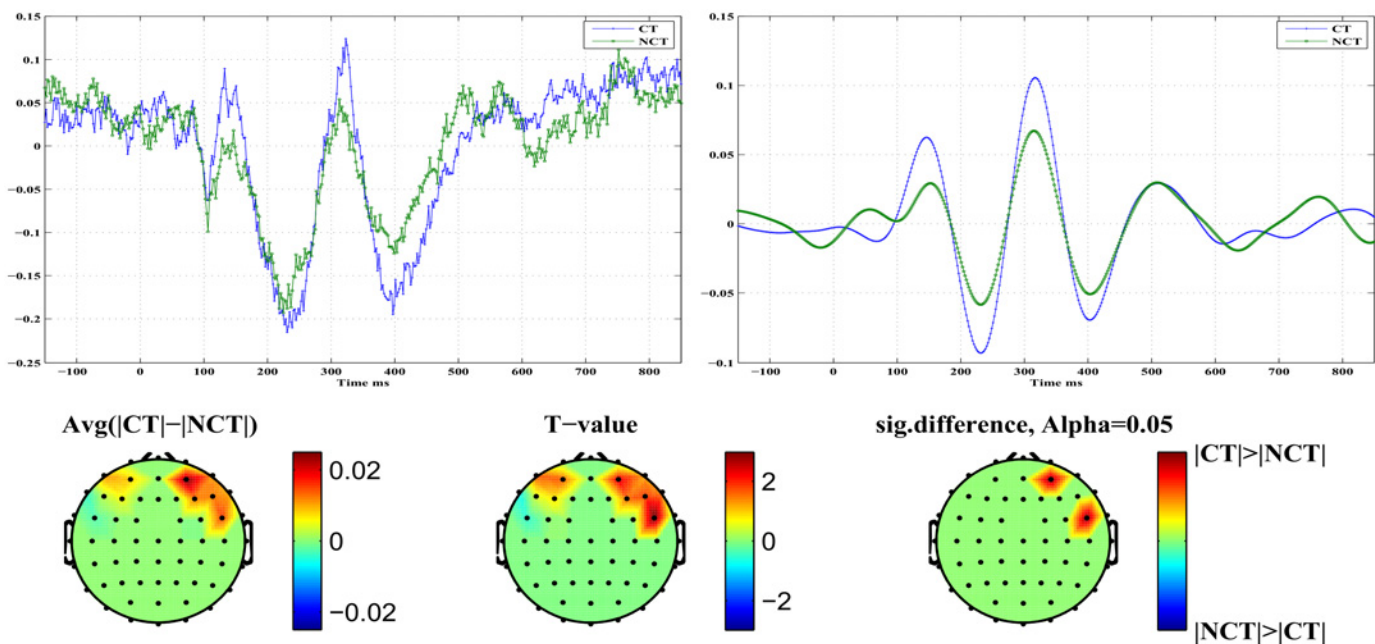 0.15
0.1
0.05
0
−0.05
−0.1
−0.15
−0.2
−0.25
−100 0 100 200 300 400 500 600 700 800
Time ms
CT
NCT
0.15
0.1
0.05
0
−0.05
−0.1
−100 0 100 200 300 400 500 600 700 800
Time ms
CT
NCT
Avg(|CT|−|NCT|)
0.02
0
−0.02
T−value
2
0
−2
sig.difference, Alpha=0.05
|CT|>|NCT|
|NCT|>|CT|